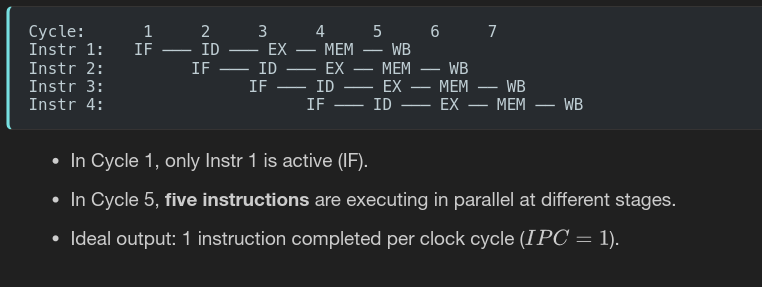 Cycle:      1     2     3     4     5     6     7
Instr 1:   IF ─── ID ─── EX ── MEM ── WB
Instr 2:         IF ─── ID ─── EX ── MEM ── WB
Instr 3:               IF ─── ID ─── EX ── MEM ── WB
Instr 4:                     IF ─── ID ─── EX ── MEM ── WB
• In Cycle 1, only Instr 1 is active (IF).
• In Cycle 5, five instructions are executing in parallel at different stages.
• Ideal output: 1 instruction completed per clock cycle (IPC = 1).